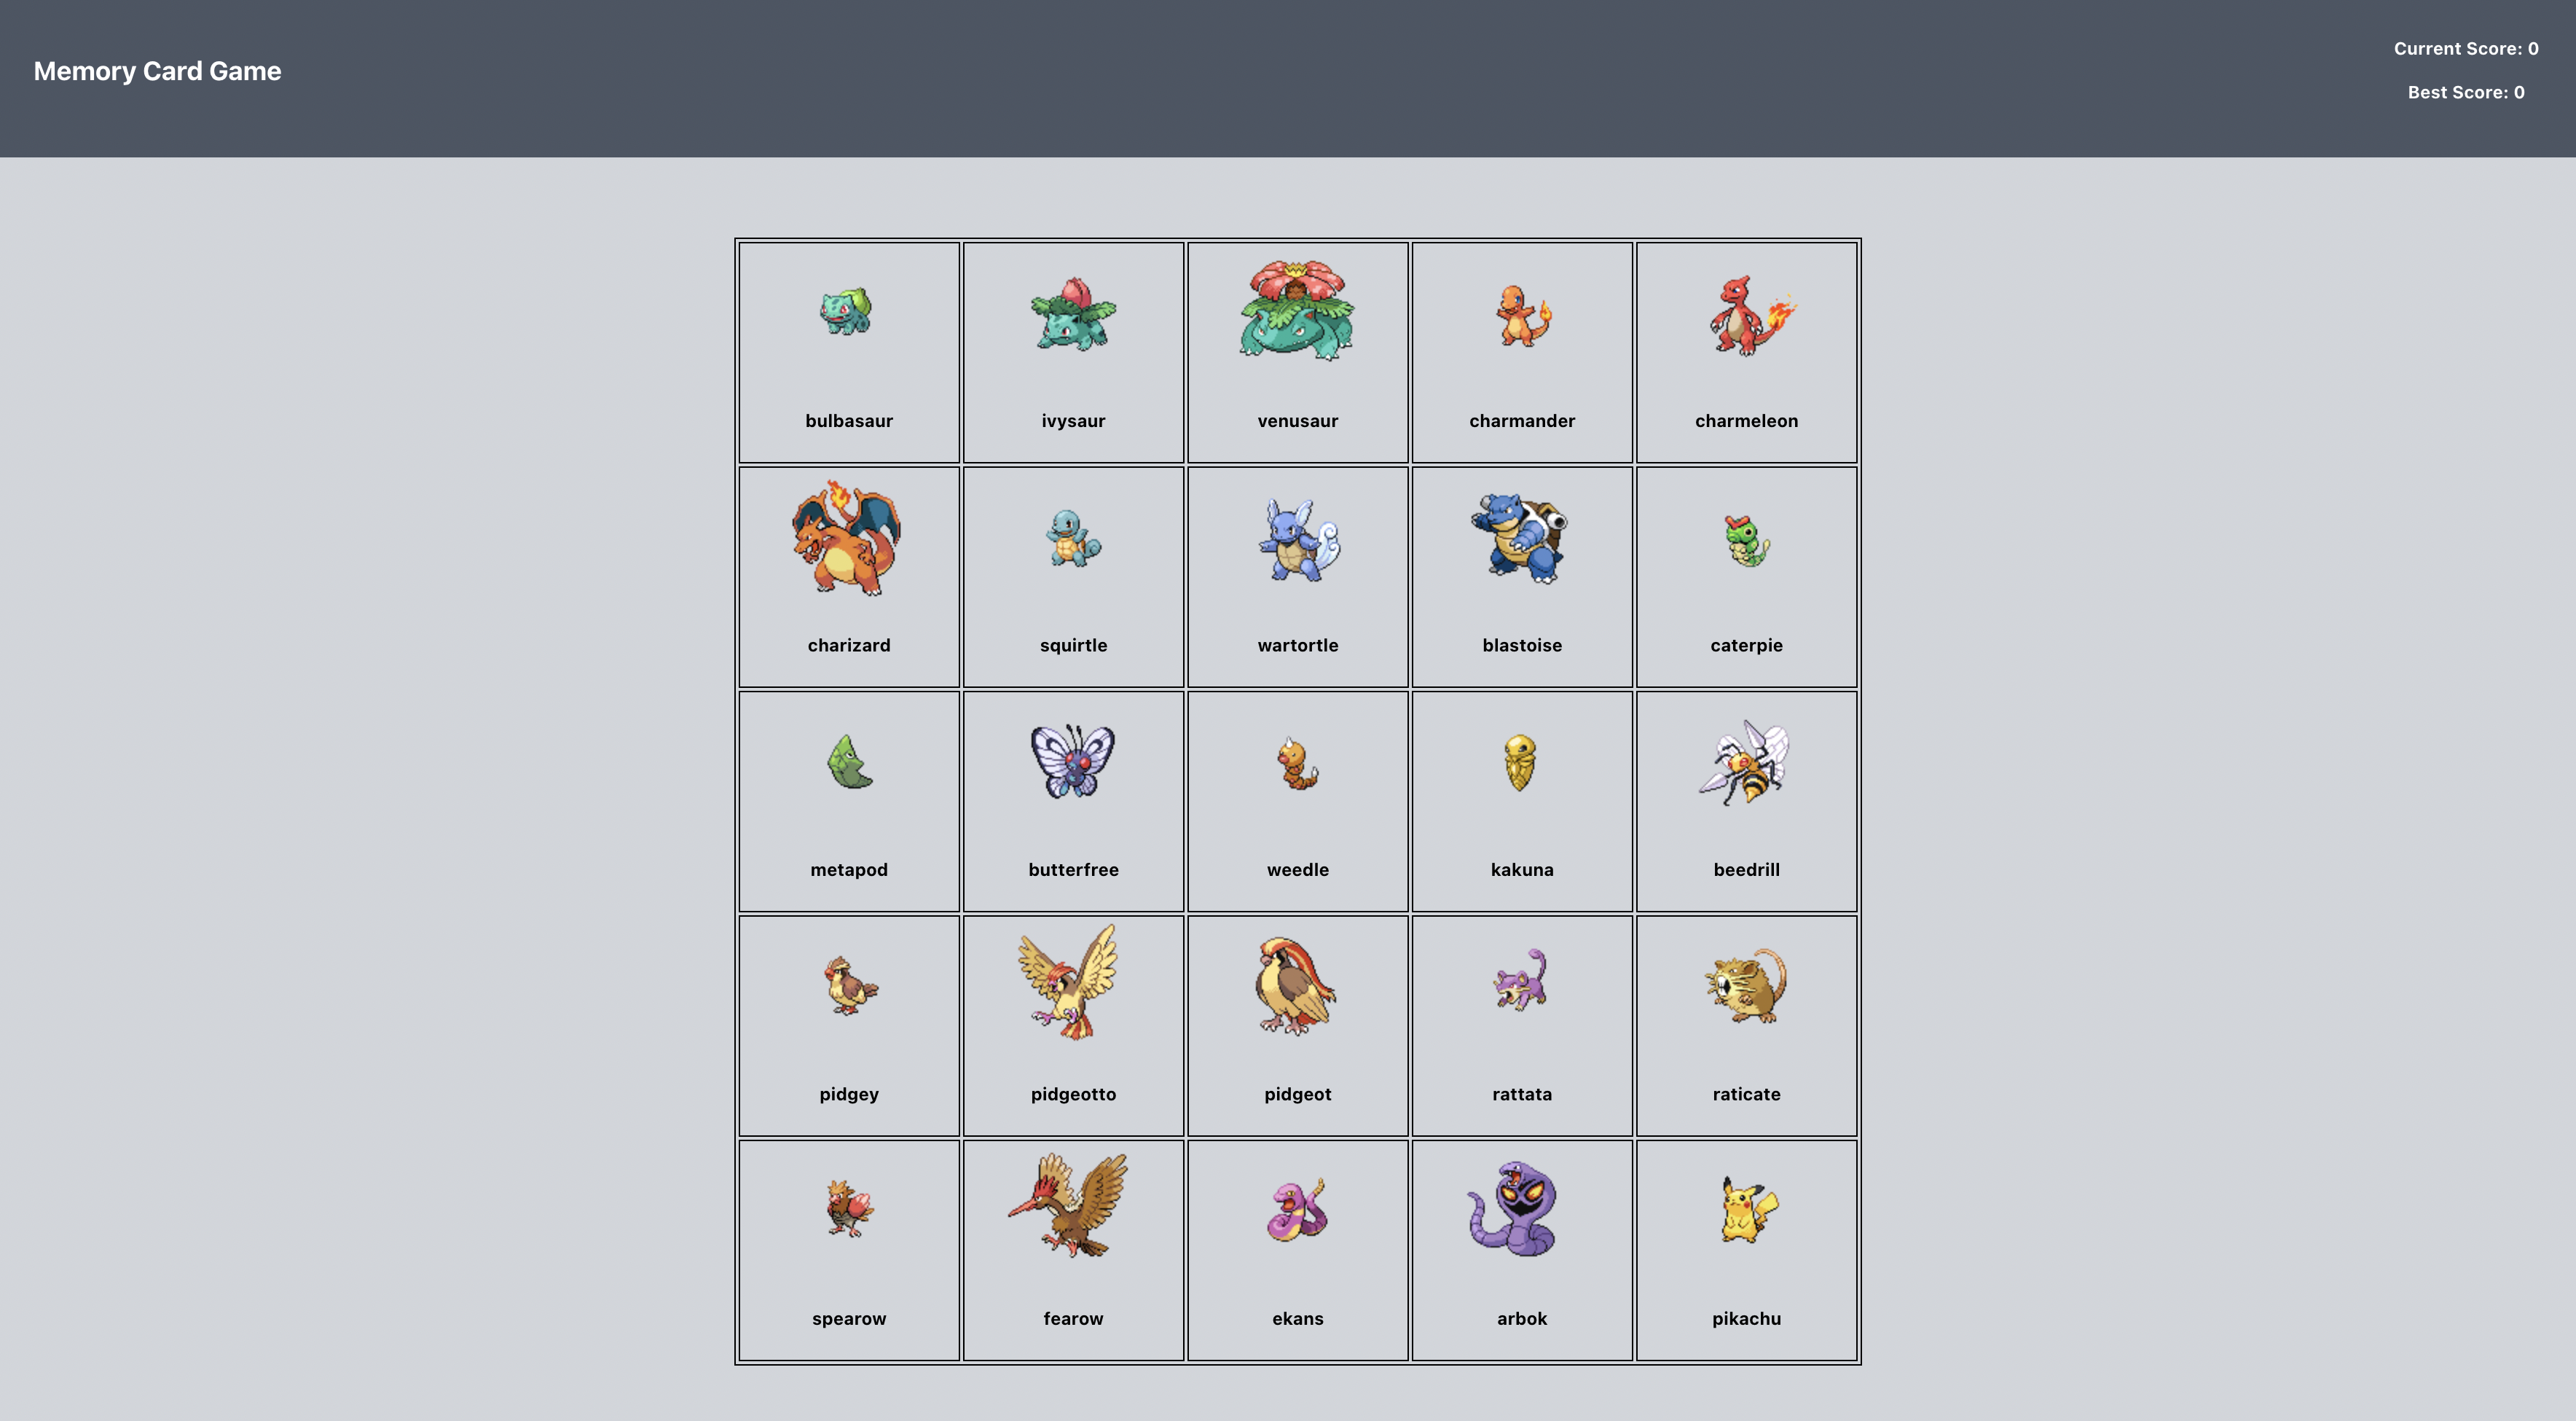 Memory Card Game
Current Score: 0
Best Score: 0
bulbasaur
ivysaur
venusaur
charmander
charmeleon
charizard
squirtle
wartortle
blastoise
caterpie
metapod
butterfree
weedle
kakuna
beedrill
pidgey
pidgeotto
pidgeot
rattata
raticate
spearow
fearow
ekans
arbok
pikachu